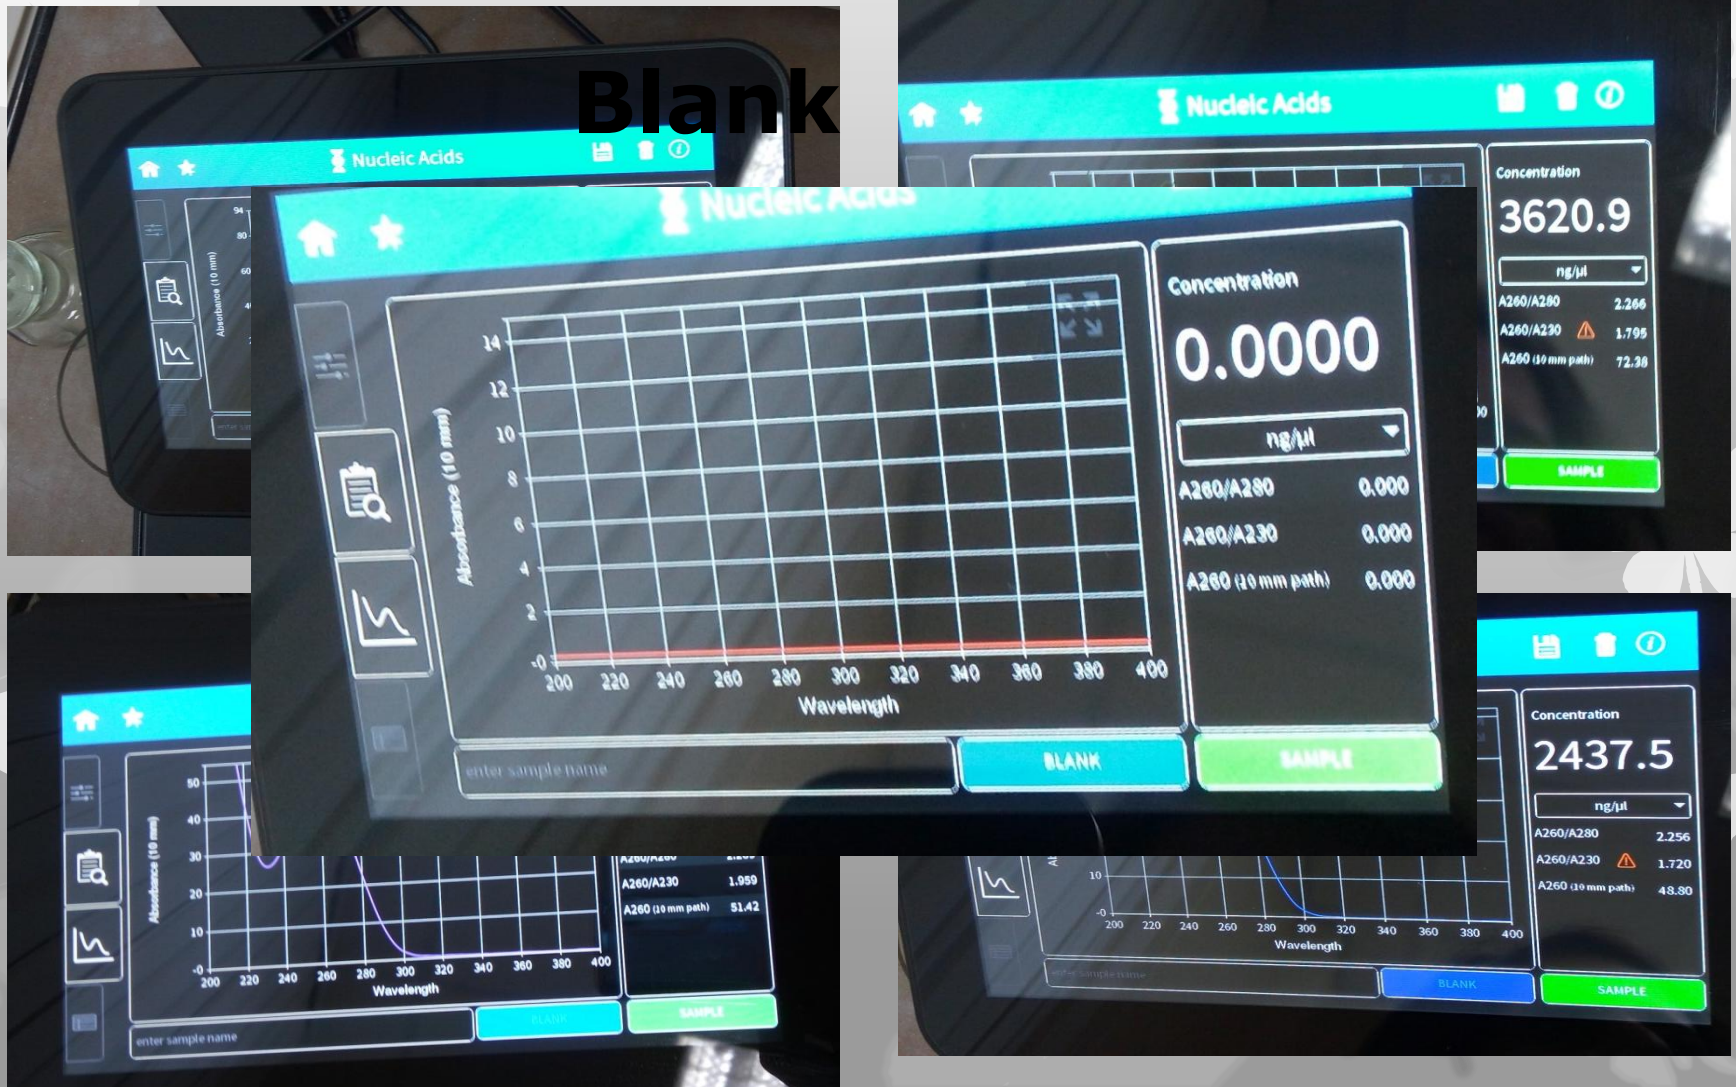 Blank
Nucleic Acids
94
80
60
Absorbance (10 mm)
Nucleic Acids
Concentration
3620.9
ng/µl
A260/A280 2.266
A260/A230 1.795
A260 (10 mm path) 72.38
SAMPLE
Nucleic Acids
Concentration
0.0000
ng/µl
A260/A280 0.000
A260/A230 0.000
A260 (10 mm path) 0.000
Absorbance (10 mm)
14
12
10
8
6
4
2
-0
200 220 240 260 280 300 320 340 360 380 400
Wavelength
enter sample name
BLANK
SAMPLE
Absorbance (10 mm)
50
40
30
20
10
-0
200 220 240 260 280 300 320 340 360 380 400
Wavelength
A260/A230 1.959
A260 (10 mm path) 51.42
enter sample name
BLANK
SAMPLE
Concentration
2437.5
ng/µl
A260/A280 2.256
A260/A230 1.720
A260 (10 mm path) 48.80
10
-0
200 220 240 260 280 300 320 340 360 380 400
Wavelength
enter sample name
BLANK
SAMPLE